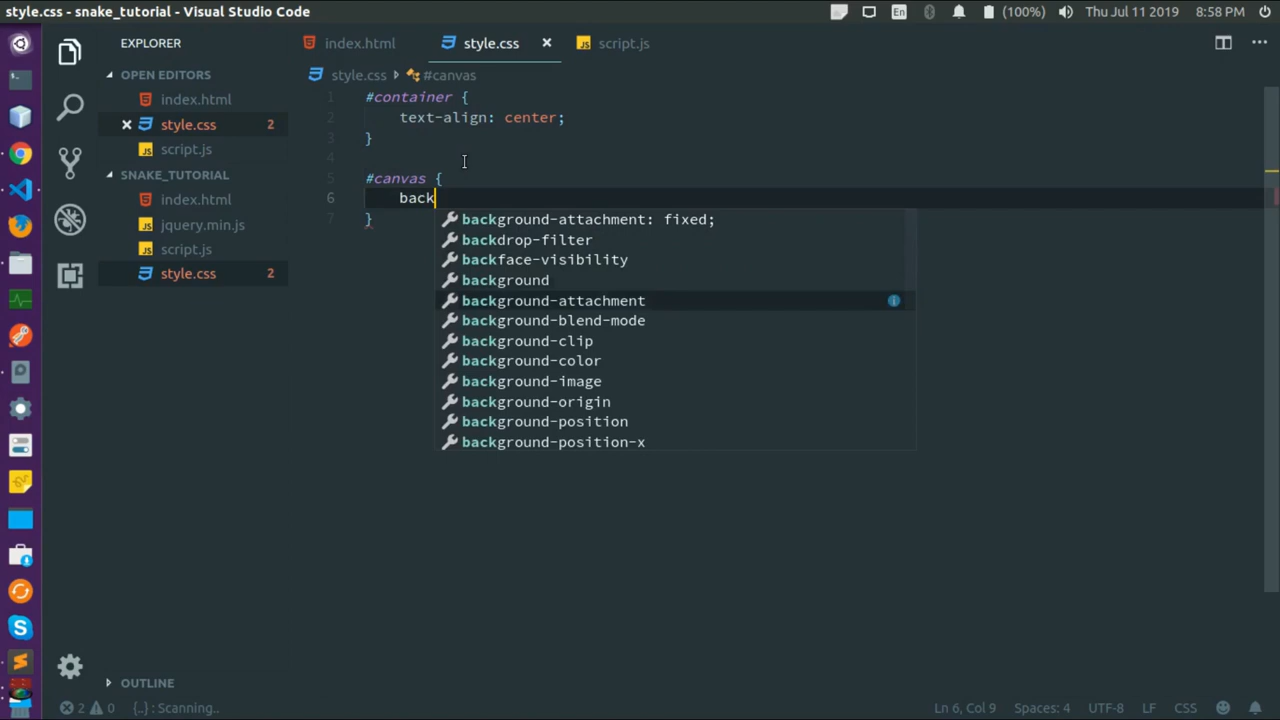 style.css - snake_tutorial - Visual Studio Code
En
(100%)
Thu Jul 11 2019
8:58 PM
EXPLORER
index.html
style.css
script.js
OPEN EDITORS
style.css
#canvas
index.html
style.css 2
script.js
SNAKE_TUTORIAL
index.html
jquery.min.js
script.js
style.css 2
1 #container {
2 text-align: center;
3 }
4
5 #canvas {
6 back
7 }
background-attachment: fixed;
backdrop-filter
backface-visibility
background
background-attachment
background-blend-mode
background-clip
background-color
background-image
background-origin
background-position
background-position-x
OUTLINE
2 0 {..} : Scanning..
Ln 6, Col 9
Spaces: 4
UTF-8
LF
CSS